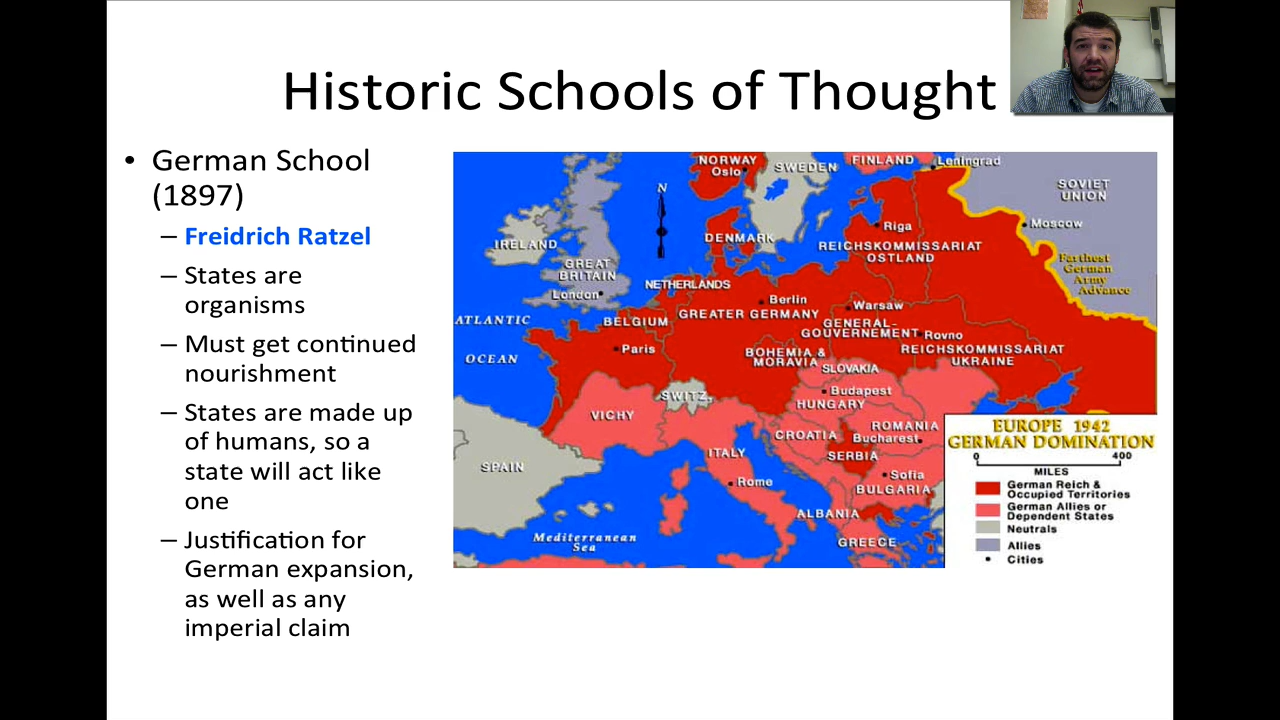 Historic Schools of Thought
• German School
(1897)
– Freidrich Ratzel
– States are
organisms
– Must get continued
nourishment
– States are made up
of humans, so a
state will act like
one
– Justification for
German expansion,
as well as any
imperial claim
NORWAY
Oslo
SWEDEN
FINLAND
Leningrad
SOVIET
UNION
Moscow
N
Riga
IRELAND
DENMARK
REICHSKOMMISSARIAT
OSTLAND
Farthest
German
Army
Advance
GREAT
BRITAIN
London
NETHERLANDS
Berlin
GREATER GERMANY
Warsaw
ATLANTIC
OCEAN
BELGIUM
GENERAL-
GOUVERNEMENT
Rovno
Paris
BOHEMIA &
MORAVIA
REICHSKOMMISSARIAT
UKRAINE
SLOVAKIA
SWITZ.
Budapest
HUNGARY
VICHY
ROMANIA
Bucharest
CROATIA
SERBIA
ITALY
SPAIN
Rome
Sofia
BULGARIA
ALBANIA
GREECE
Mediterranean
Sea
EUROPE 1942
GERMAN DOMINATION
0 400
MILES
German Reich &
Occupied Territories
German Allies or
Dependent States
Neutrals
Allies
Cities